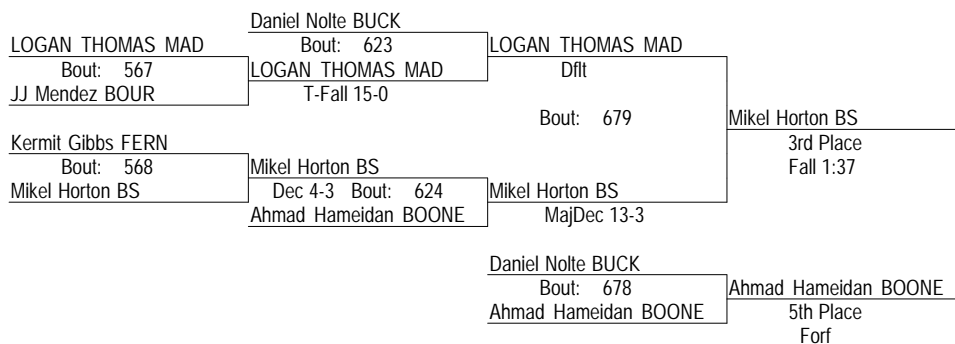 Daniel Nolte BUCK
LOGAN THOMAS MAD
Bout: 623
LOGAN THOMAS MAD
Bout: 567
LOGAN THOMAS MAD
Dflt
JJ Mendez BOUR
T-Fall 15-0
Bout: 679
Mikel Horton BS
Kermit Gibbs FERN
3rd Place
Bout: 568
Mikel Horton BS
Fall 1:37
Mikel Horton BS
Dec 4-3 Bout: 624
Mikel Horton BS
Ahmad Hameidan BOONE
MajDec 13-3
Daniel Nolte BUCK
Bout: 678
Ahmad Hameidan BOONE
Ahmad Hameidan BOONE
5th Place
Forf